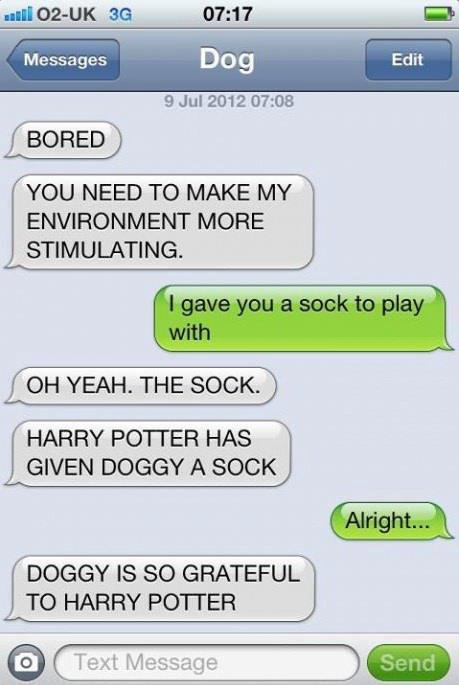 O2-UK 3G 07:17
Messages Dog Edit
9 Jul 2012 07:08
BORED
YOU NEED TO MAKE MY
ENVIRONMENT MORE
STIMULATING.
I gave you a sock to play
with
OH YEAH. THE SOCK.
HARRY POTTER HAS
GIVEN DOGGY A SOCK
Alright...
DOGGY IS SO GRATEFUL
TO HARRY POTTER
Text Message Send